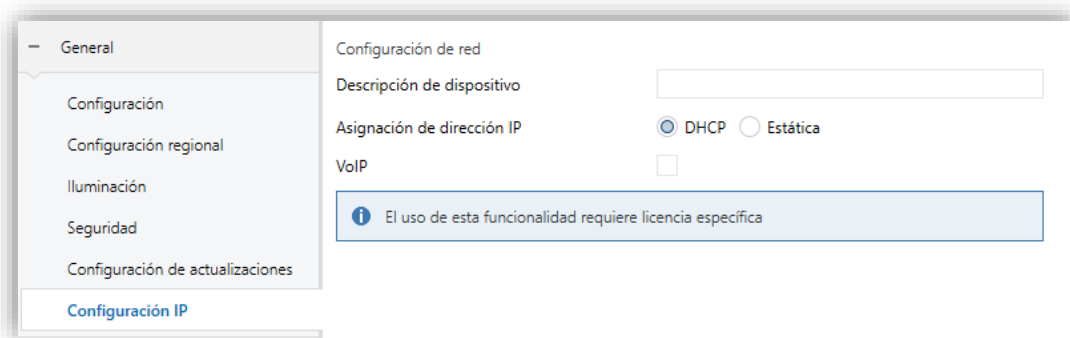 General
Configuración
Configuración regional
Iluminación
Seguridad
Configuración de actualizaciones
Configuración IP
Configuración de red
Descripción de dispositivo
Asignación de dirección IP DHCP Estática
VoIP
El uso de esta funcionalidad requiere licencia específica